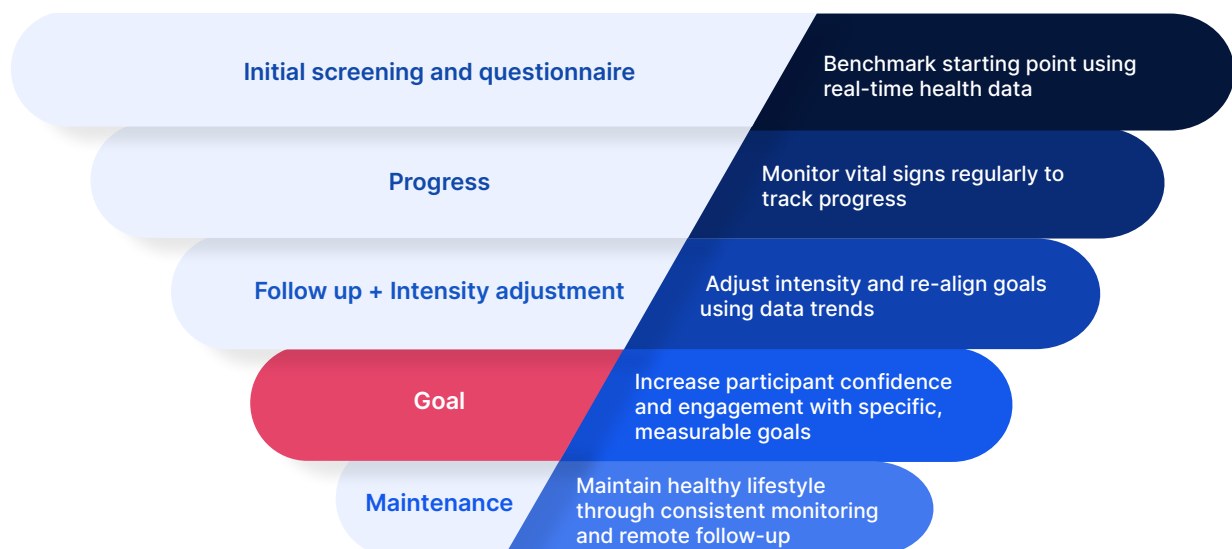 Initial screening and questionnaire
Benchmark starting point using
real-time health data
Progress
Monitor vital signs regularly to
track progress
Follow up + Intensity adjustment
Adjust intensity and re-align goals
using data trends
Goal
Increase participant confidence
and engagement with specific,
measurable goals
Maintenance
Maintain healthy lifestyle
through consistent monitoring
and remote follow-up